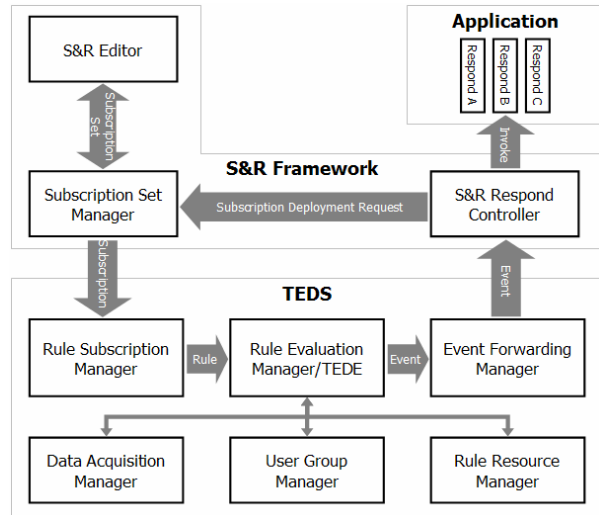 Application
S&R Editor
Respond A
Respond B
Respond C
Subscription
Set
Invoke
S&R Framework
Subscription Set
Manager
Subscription Deployment Request
S&R Respond
Controller
Subscription
Event
TEDS
Rule Subscription
Manager
Rule
Rule Evaluation
Manager/TEDE
Event
Event Forwarding
Manager
Data Acquisition
Manager
User Group
Manager
Rule Resource
Manager